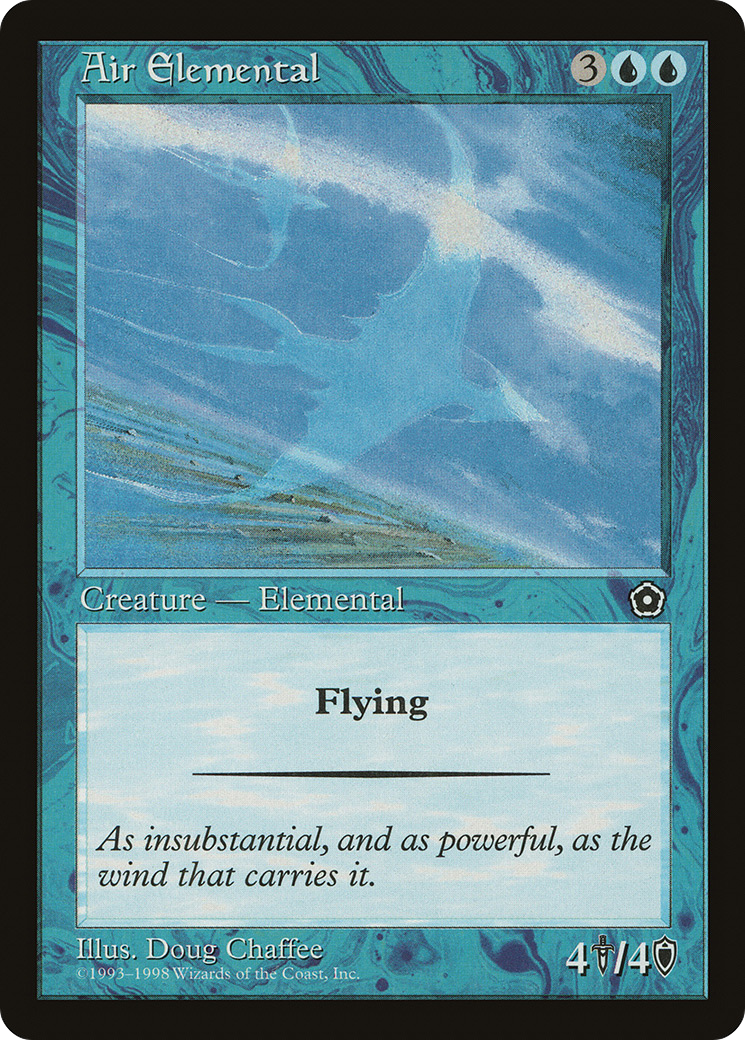 Air Elemental 3
Creature — Elemental
Flying
As insubstantial, and as powerful, as the
wind that carries it.
Illus. Doug Chaffee
©1993–1998 Wizards of the Coast, Inc.
4/4